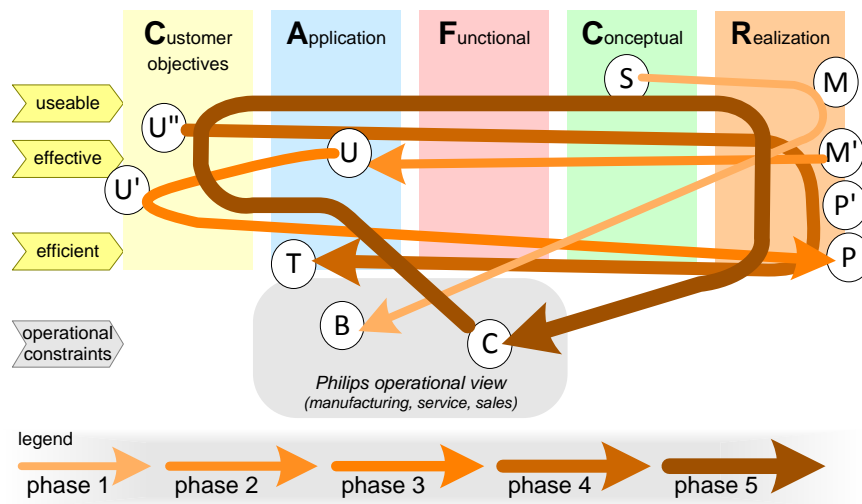 Customer objectives
Application
Functional
Conceptual
Realization
S
M
useable
U"
effective
U
M'
U'
P'
efficient
T
P
operational
constraints
B
C
Philips operational view
(manufacturing, service, sales)
legend
phase 1
phase 2
phase 3
phase 4
phase 5